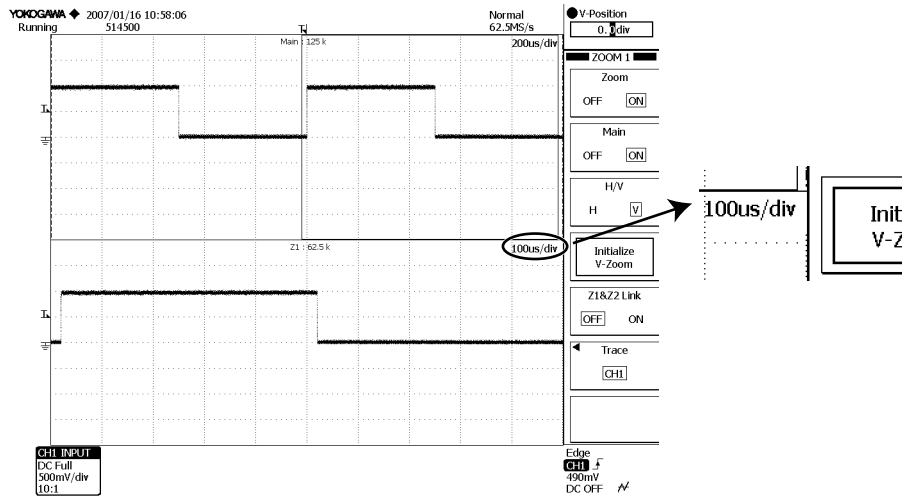 YOKOGAWA ◆ 2007/01/16 10:58:06
Running 514500
Normal
62.5MS/s
T
Main : 125 k
200us/div
T
Z1 : 62.5 k
100us/div
T
CH1 INPUT
DC Full
500mV/div
10:1
V-Position
0.0div
ZOOM 1
Zoom
OFF ON
Main
OFF ON
H/V
H V
Initialize
V-Zoom
Z1&Z2 Link
OFF ON
Trace
CH1
Edge
CH1
490mV
DC OFF
100us/div
Init
V-Z